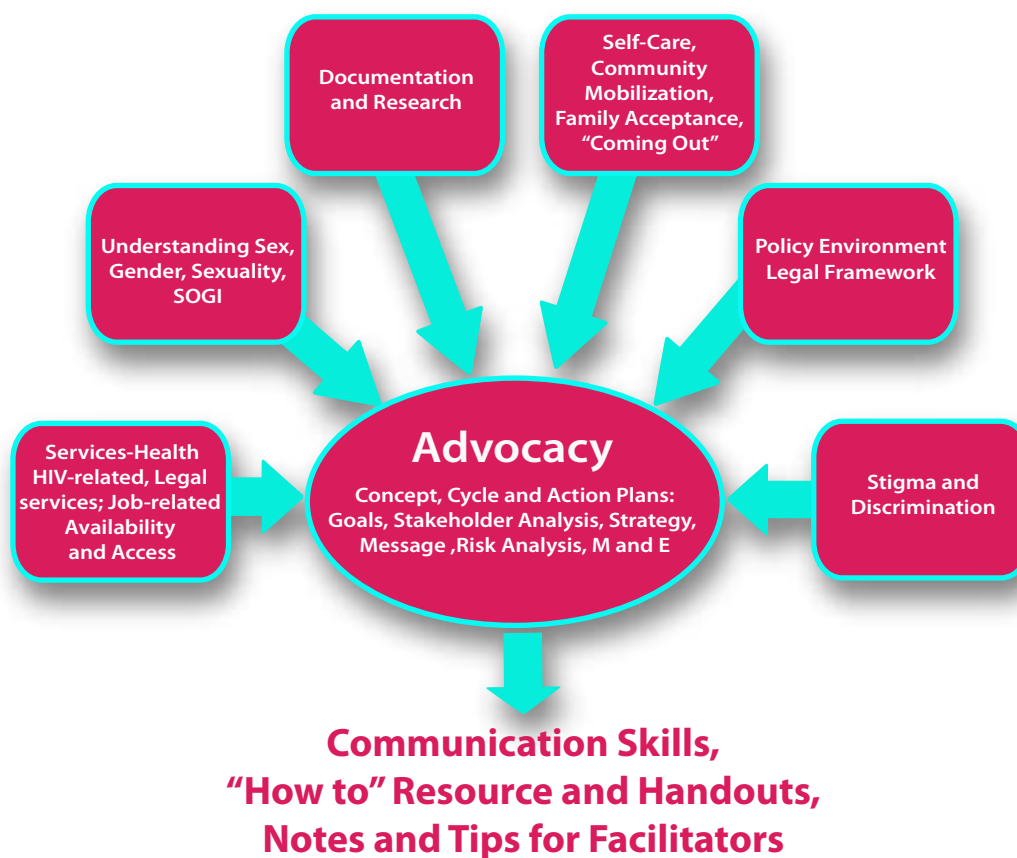 Documentation
and Research
Self-Care,
Community
Mobilization,
Family Acceptance,
“Coming Out”
Understanding Sex,
Gender, Sexuality,
SOGI
Policy Environment
Legal Framework
Services-Health
HIV-related, Legal
services; Job-related
Availability
and Access
Advocacy
Concept, Cycle and Action Plans:
Goals, Stakeholder Analysis, Strategy,
Message ,Risk Analysis, M and E
Stigma and
Discrimination
Communication Skills,
“How to” Resource and Handouts,
Notes and Tips for Facilitators